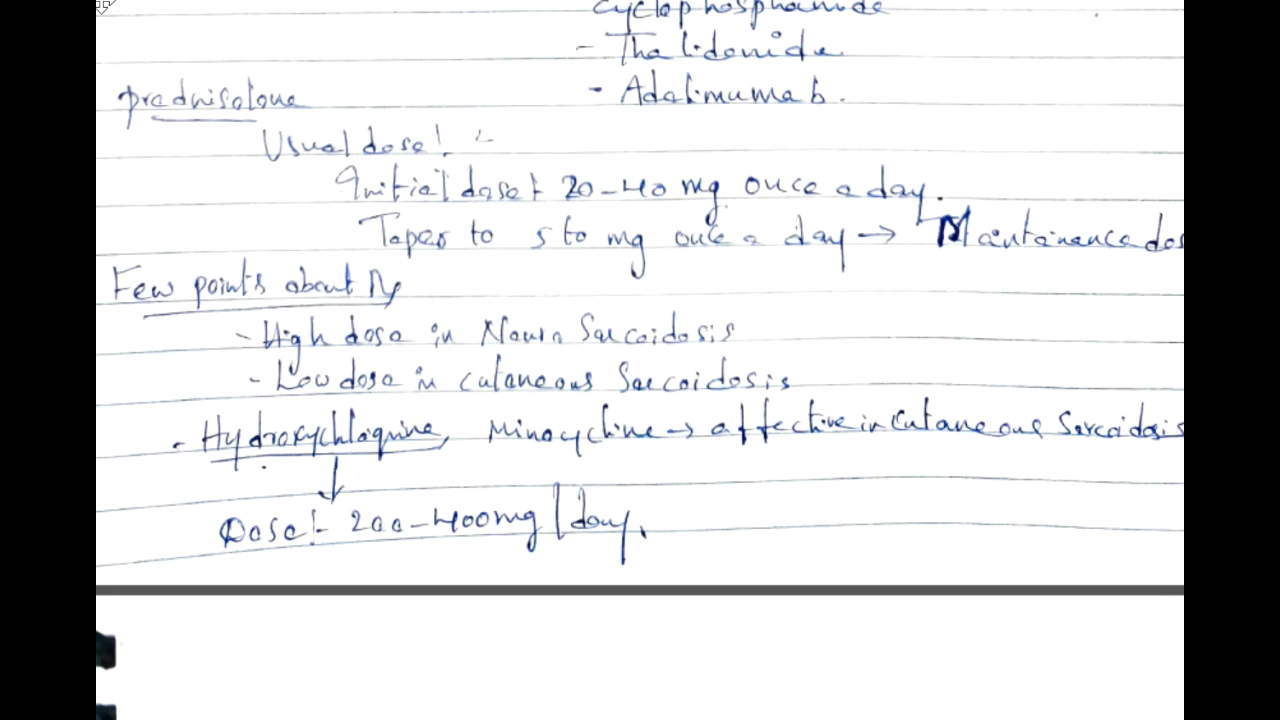 Cyclophosphamide
- Thalidomide
- Adalimumab.
prednisolone
Usual dose! -
Initial dose :- 20-40 mg once a day.
Taper to 5 to mg once a day → Maintainence dos
Few points about
- High dose in Neuro Sarcoidosis
- Low dose in cutaneous Sarcoidosis
- Hydroxychloquine, Minocycline → effective in Cutaneous Sarcoidosis
↓
Dose :- 200-400mg/day.